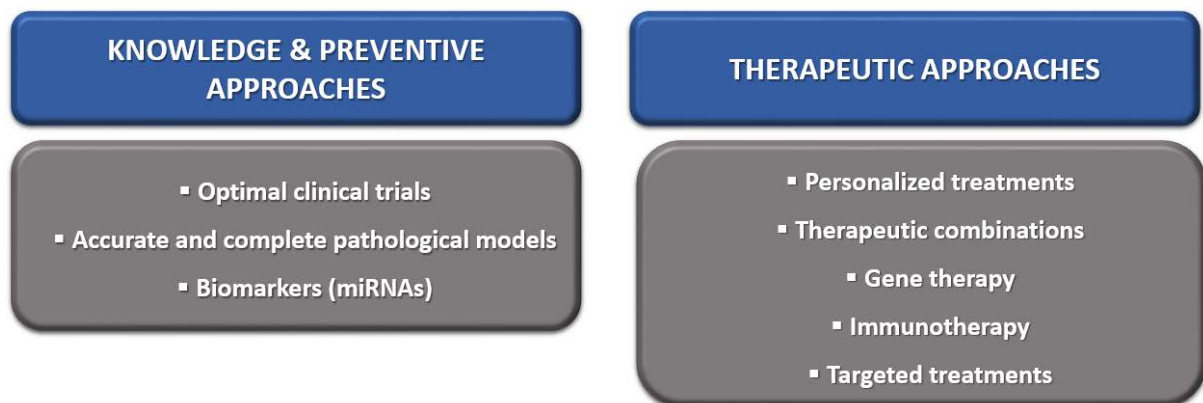 KNOWLEDGE & PREVENTIVE
APPROACHES
▪ Optimal clinical trials
▪ Accurate and complete pathological models
▪ Biomarkers (miRNAs)
THERAPEUTIC APPROACHES
▪ Personalized treatments
▪ Therapeutic combinations
▪ Gene therapy
▪ Immunotherapy
▪ Targeted treatments